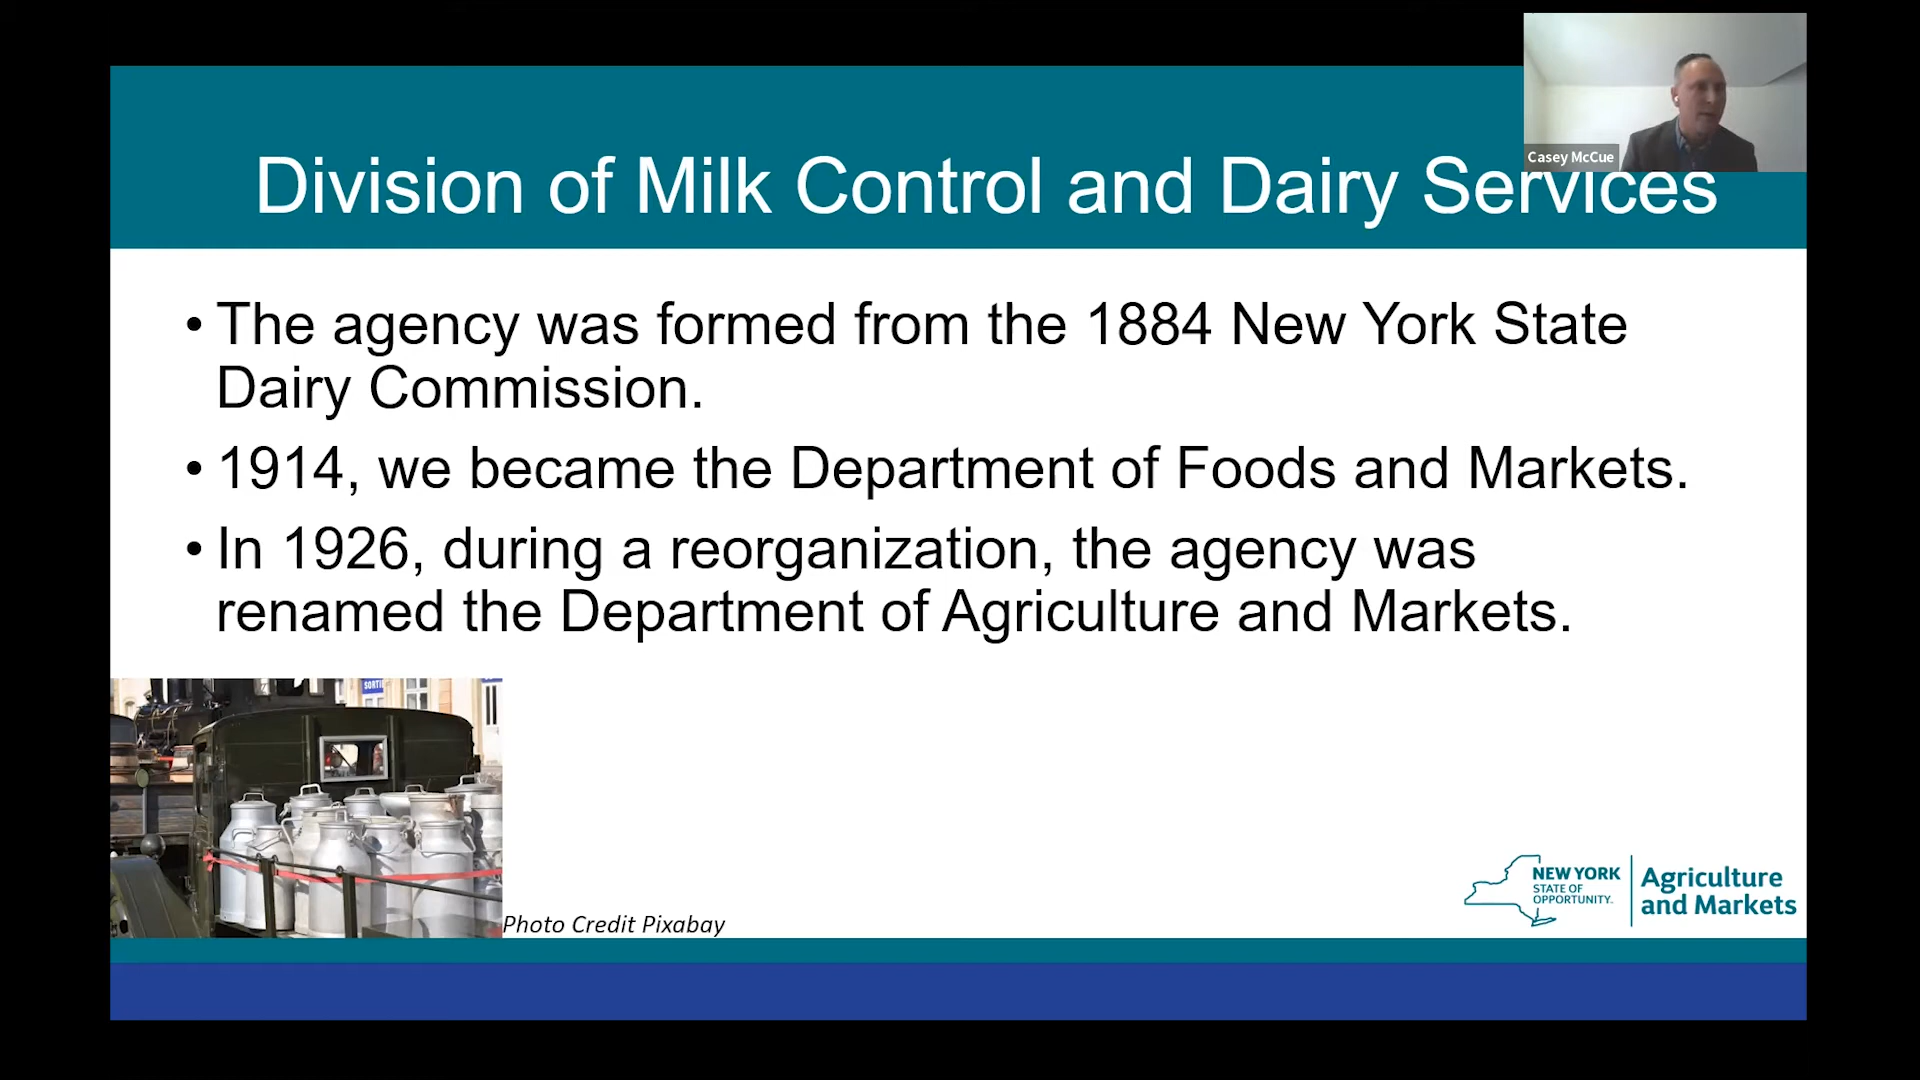 Casey McCue
Division of Milk Control and Dairy Services
• The agency was formed from the 1884 New York State
Dairy Commission.
• 1914, we became the Department of Foods and Markets.
• In 1926, during a reorganization, the agency was
renamed the Department of Agriculture and Markets.
SORTIE
Photo Credit Pixabay
NEW YORK
STATE OF
OPPORTUNITY.
Agriculture
and Markets